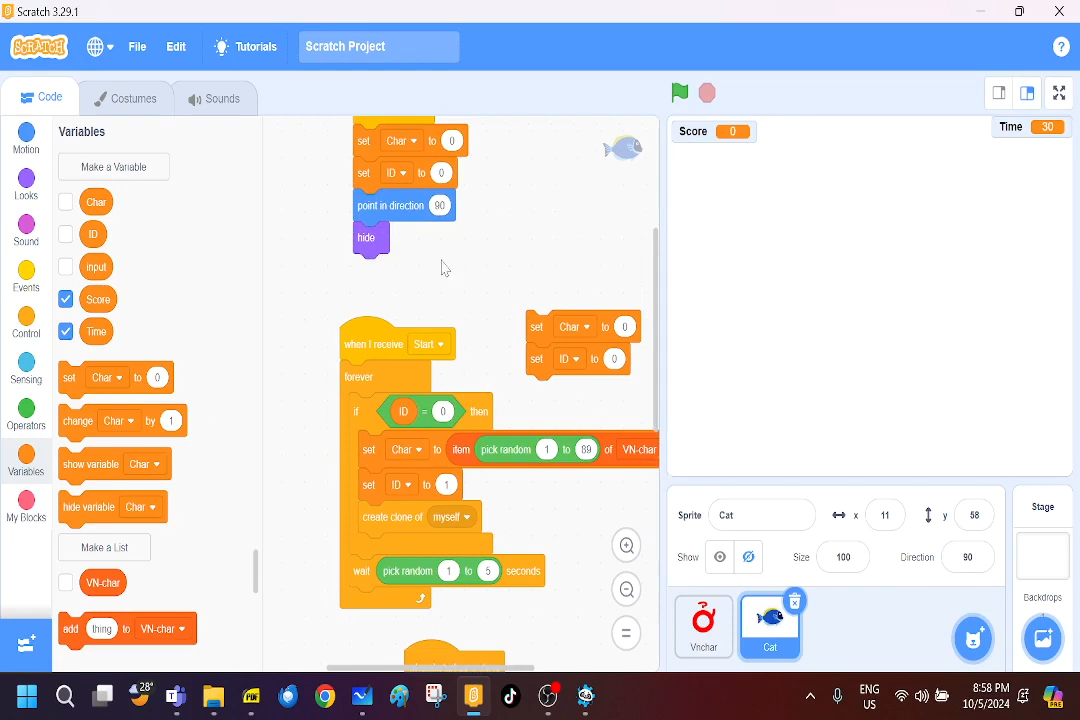 Scratch 3.29.1
SCRATCH
File Edit Tutorials Scratch Project ?
Code Costumes Sounds
Motion
Looks
Sound
Events
Control
Sensing
Operators
Variables
My Blocks
Variables
Make a Variable
Char
ID
input
Score
Time
set Char to 0
change Char by 1
show variable Char
hide variable Char
Make a List
VN-char
add thing to VN-char
set Char to 0
set ID to 0
point in direction 90
hide
set Char to 0
set ID to 0
when I receive Start
forever
if ID = 0 then
set Char to item pick random 1 to 89 of VN-char
set ID to 1
create clone of myself
wait pick random 1 to 5 seconds
Score 0
Time 30
Sprite Cat x 11 y 58
Show Size 100 Direction 90
Vnchar
Cat
Stage
Backdrops
28°
PDF
ENG
US
8:58 PM
10/5/2024
PRE